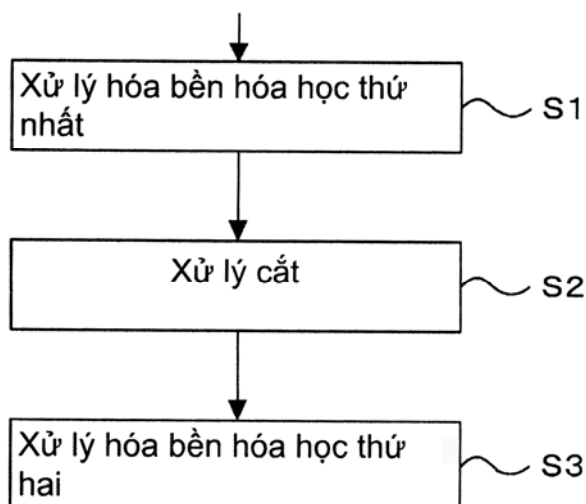 Xử lý hóa bền hóa học thứ
nhất
S1
Xử lý cắt
S2
Xử lý hóa bền hóa học thứ
hai
S3